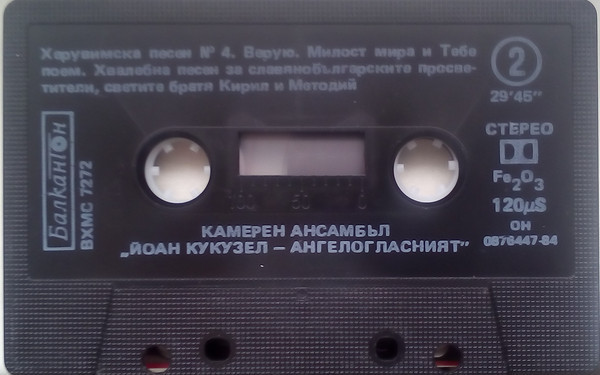 Херувимска песен № 4. Верую. Милост мира и Тебе
поем. Хвалебна песен за славянобългарските просве-
тители, светите братя Кирил и Методий
2
29'45"
Балкантон
ВХМС 7272
СТЕРЕО
Fe2O3
120µS
ОН
0876447-84
100 50 0
КАМЕРЕН АНСАМБЪЛ
„ЙОАН КУКУЗЕЛ – АНГЕЛОГЛАСНИЯТ"